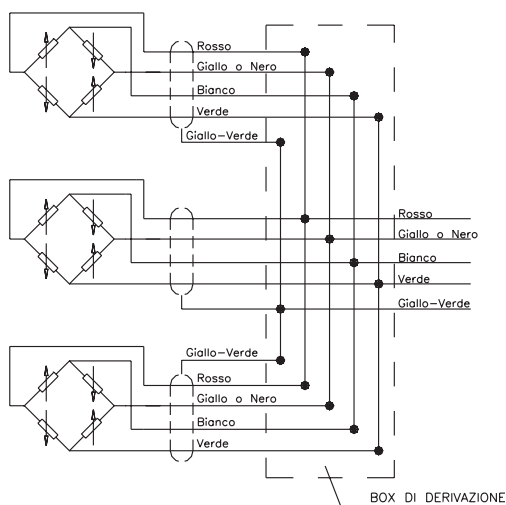 Rosso
Giallo o Nero
Bianco
Verde
Giallo-Verde
Rosso
Giallo o Nero
Bianco
Verde
Giallo-Verde
Giallo-Verde
Rosso
Giallo o Nero
Bianco
Verde
BOX DI DERIVAZIONE